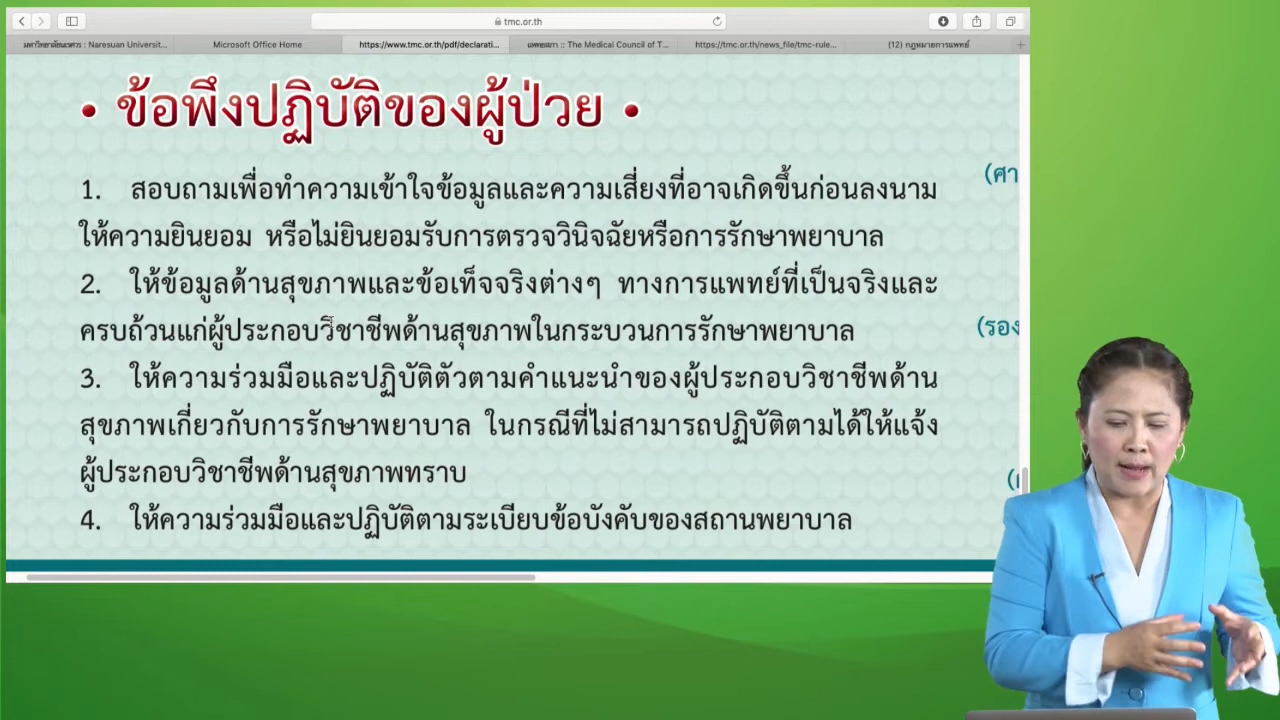 tmc.or.th
มหาวิทยาลัยนเรศวร : Naresuan Universit...
Microsoft Office Home
https://www.tmc.or.th/pdf/declarati...
แพทยสภา :: The Medical Council of T...
https://tmc.or.th/news_file/tmc-rule...
(12) กฎหมายการแพทย์
• ข้อพึงปฏิบัติของผู้ป่วย •
1. สอบถามเพื่อทำความเข้าใจข้อมูลและความเสี่ยงที่อาจเกิดขึ้นก่อนลงนาม
ให้ความยินยอม หรือไม่ยินยอมรับการตรวจวินิจฉัยหรือการรักษาพยาบาล
2. ให้ข้อมูลด้านสุขภาพและข้อเท็จจริงต่างๆ ทางการแพทย์ที่เป็นจริงและ
ครบถ้วนแก่ผู้ประกอบวิชาชีพด้านสุขภาพในกระบวนการรักษาพยาบาล
3. ให้ความร่วมมือและปฏิบัติตัวตามคำแนะนำของผู้ประกอบวิชาชีพด้าน
สุขภาพเกี่ยวกับการรักษาพยาบาล ในกรณีที่ไม่สามารถปฏิบัติตามได้ให้แจ้ง
ผู้ประกอบวิชาชีพด้านสุขภาพทราบ
4. ให้ความร่วมมือและปฏิบัติตามระเบียบข้อบังคับของสถานพยาบาล
(ศา
(รอง